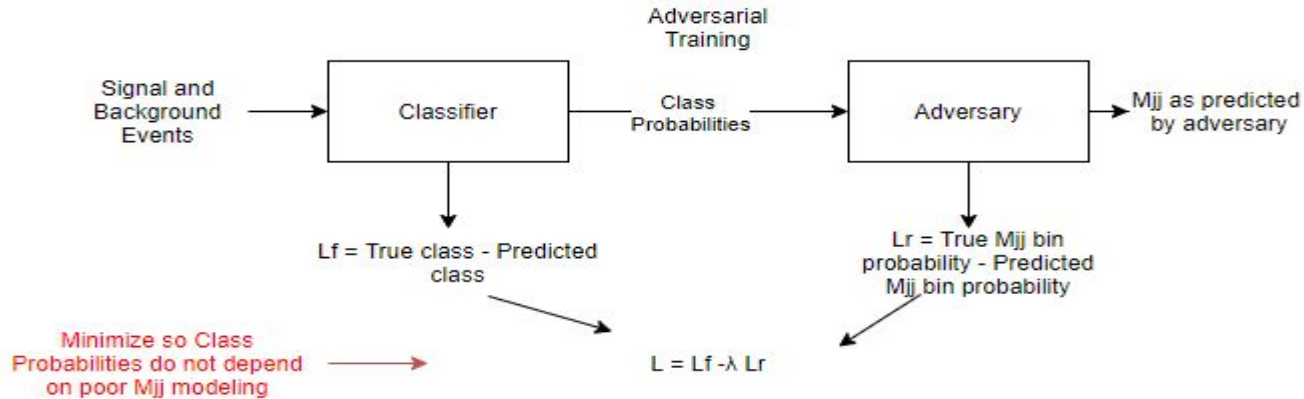 Adversarial
Training
Signal and
Background
Events
Classifier
Class
Probabilities
Adversary
Mjj as predicted
by adversary
Lf = True class - Predicted
class
Lr = True Mjj bin
probability - Predicted
Mjj bin probability
Minimize so Class
Probabilities do not depend
on poor Mjj modeling
L = Lf -λ Lr